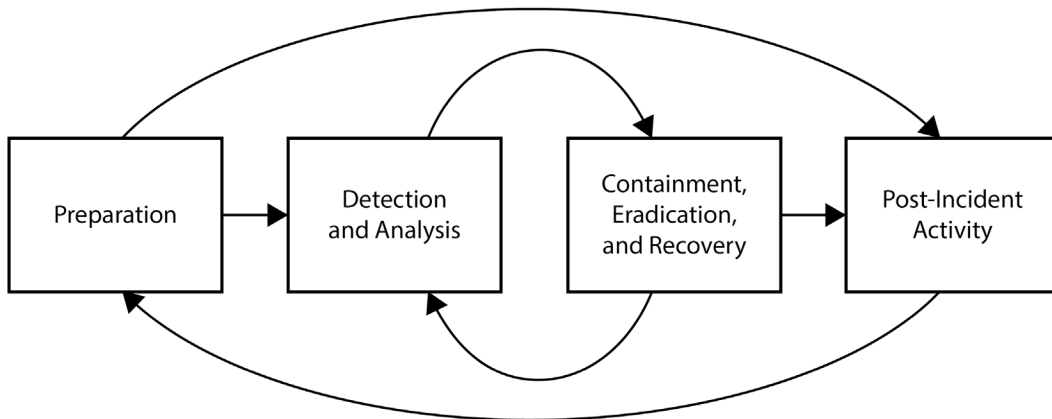 Preparation
Detection
and Analysis
Containment,
Eradication,
and Recovery
Post-Incident
Activity